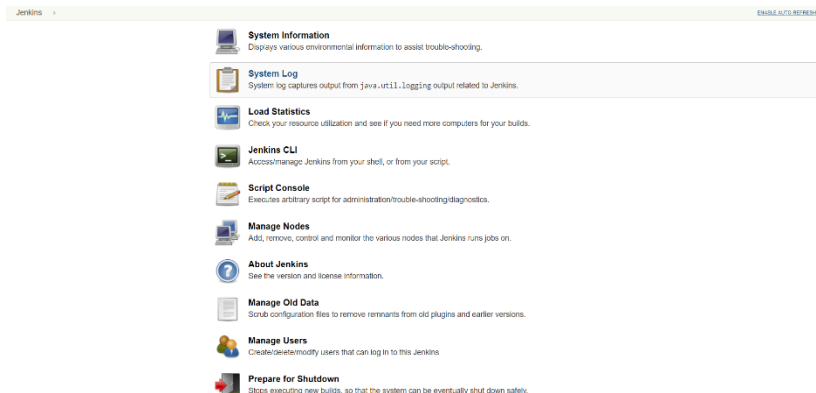 Jenkins
ENABLE AUTO REFRESH
System Information
Displays various environmental information to assist trouble-shooting.
System Log
System log captures output from java.util.logging output related to Jenkins.
Load Statistics
Check your resource utilization and see if you need more computers for your builds.
Jenkins CLI
Access/manage Jenkins from your shell, or from your script.
Script Console
Executes arbitrary script for administration/trouble-shooting/diagnostics.
Manage Nodes
Add, remove, control and monitor the various nodes that Jenkins runs jobs on.
About Jenkins
See the version and license information.
Manage Old Data
Scrub configuration files to remove remnants from old plugins and earlier versions.
Manage Users
Create/delete/modify users that can log in to this Jenkins
Prepare for Shutdown
Stops executing new builds, so that the system can be eventually shut down safely.